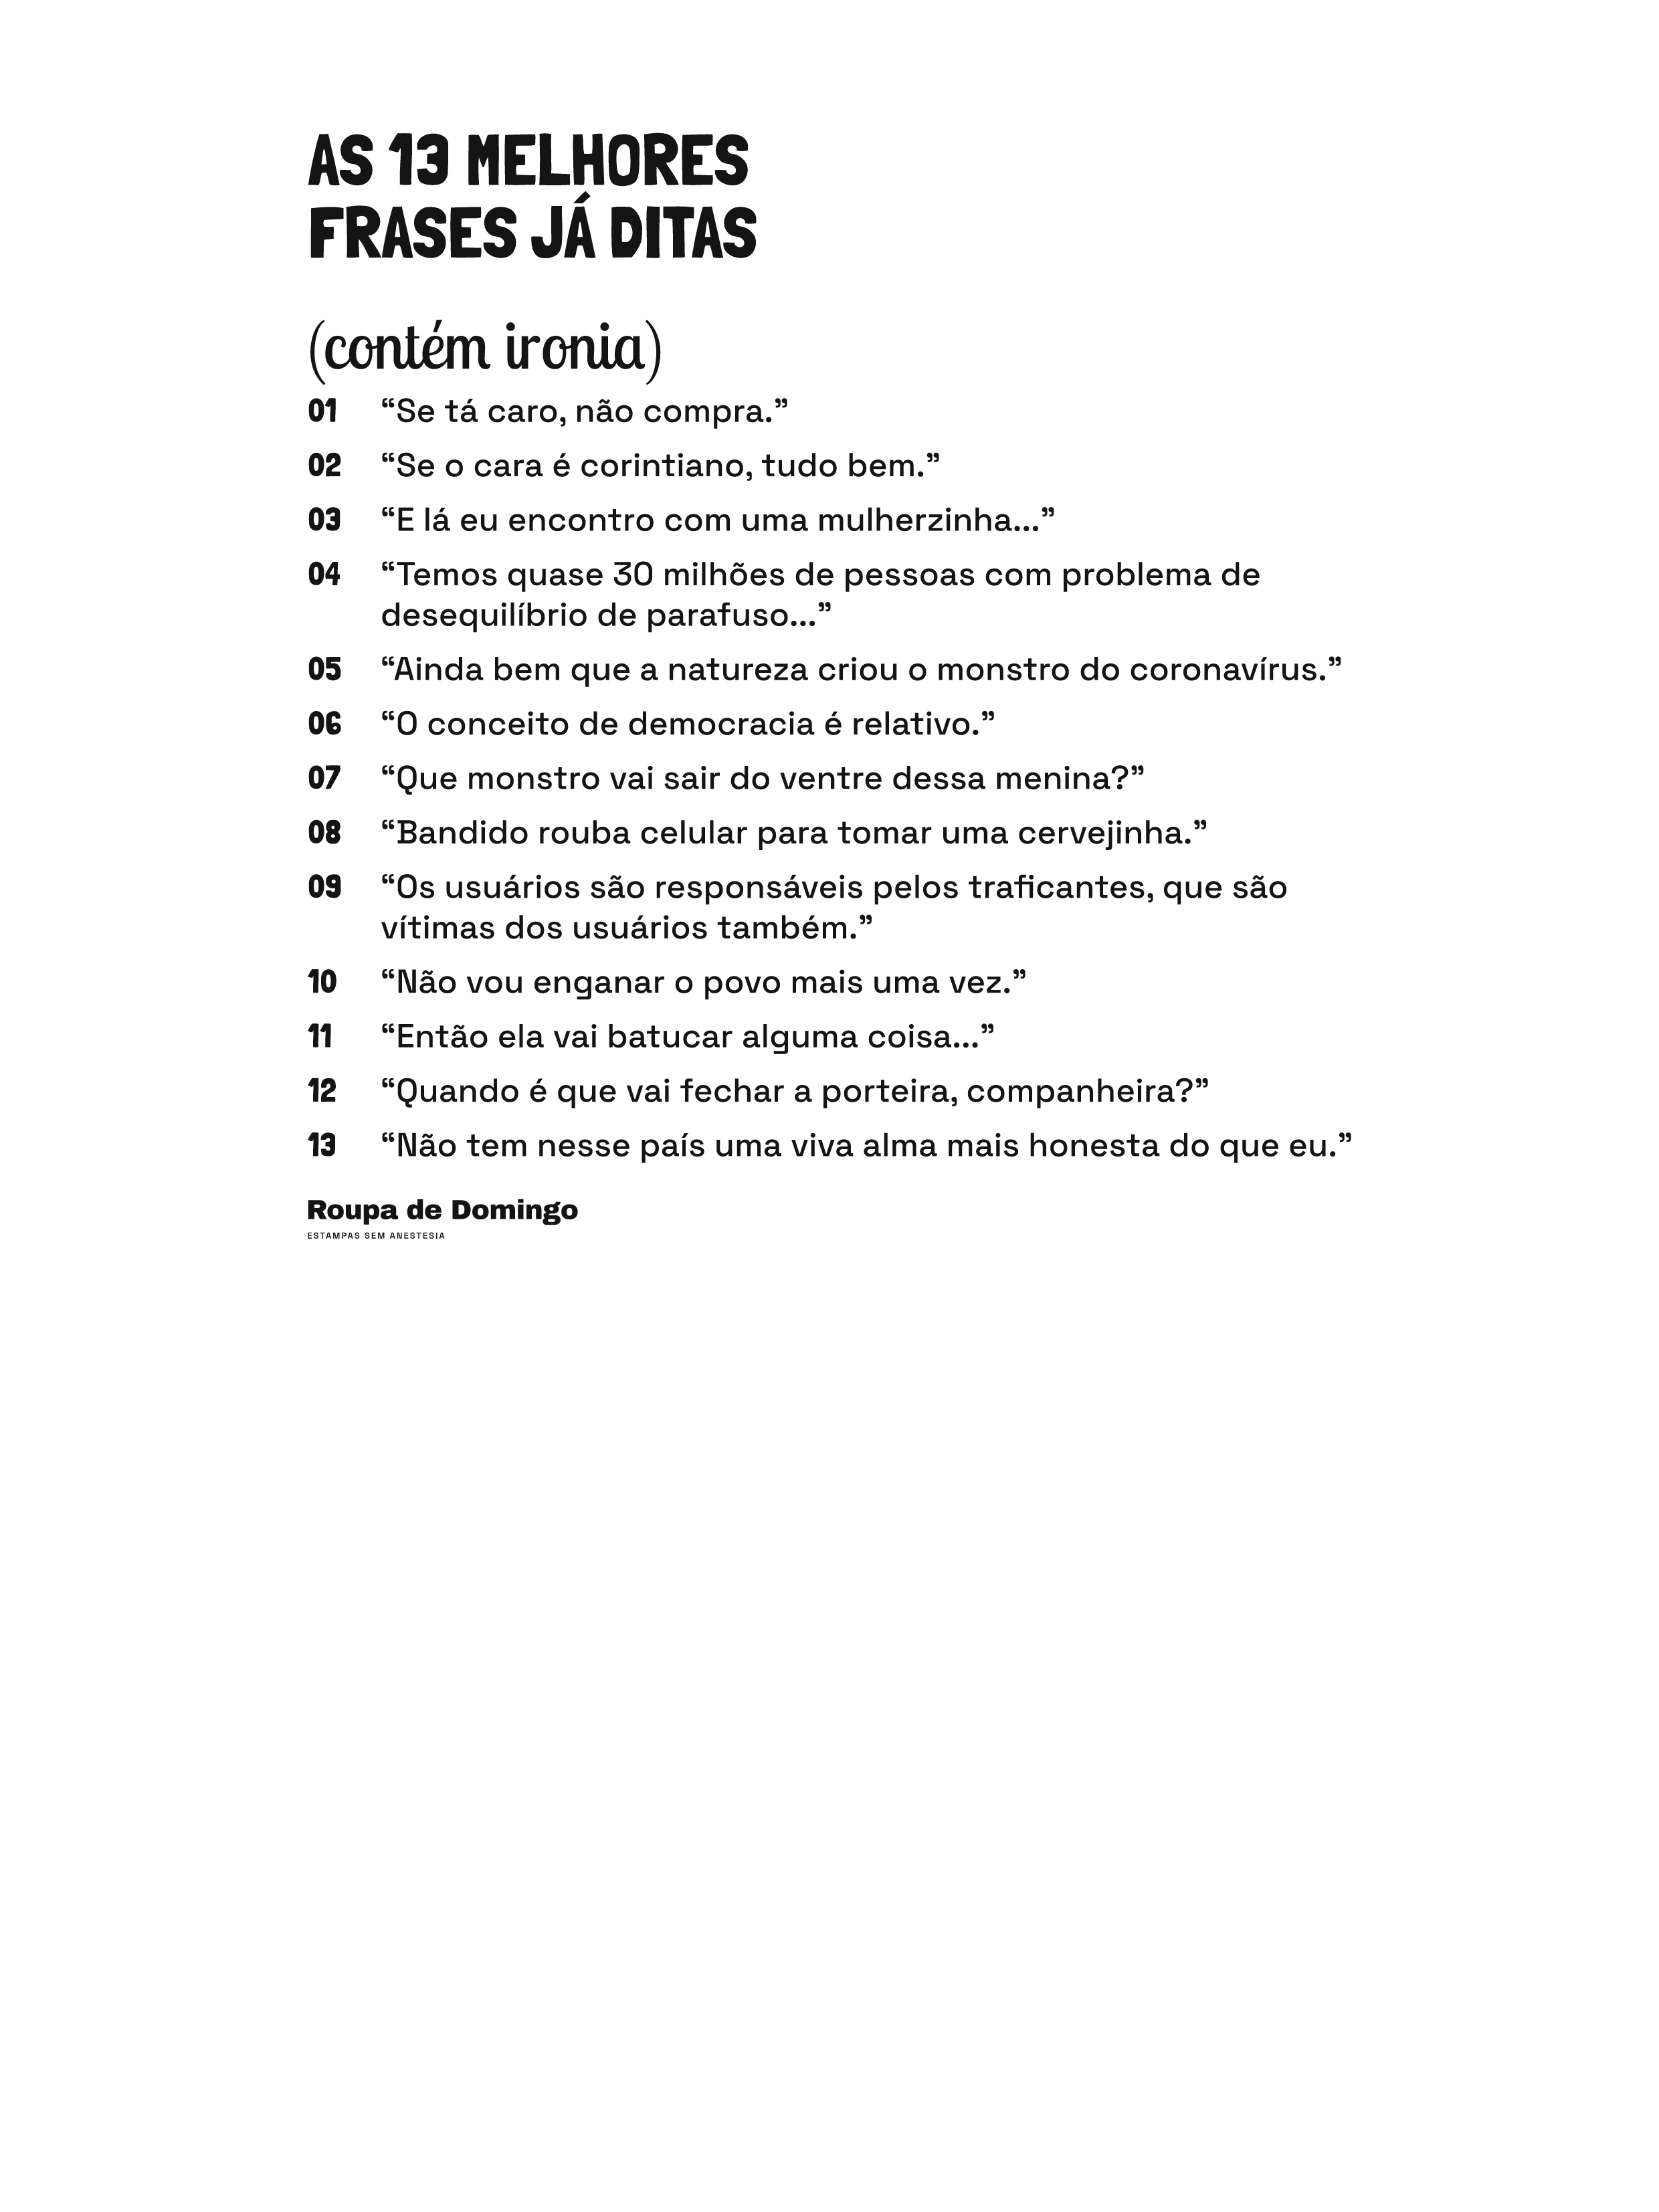 AS 13 MELHORES
FRASES JÁ DITAS
(contém ironia)
01 “Se tá caro, não compra.”
02 “Se o cara é corintiano, tudo bem.”
03 “E lá eu encontro com uma mulherzinha...”
04 “Temos quase 30 milhões de pessoas com problema de
desequilíbrio de parafuso...”
05 “Ainda bem que a natureza criou o monstro do coronavírus.”
06 “O conceito de democracia é relativo.”
07 “Que monstro vai sair do ventre dessa menina?”
08 “Bandido rouba celular para tomar uma cervejinha.”
09 “Os usuários são responsáveis pelos traficantes, que são
vítimas dos usuários também.”
10 “Não vou enganar o povo mais uma vez.”
11 “Então ela vai batucar alguma coisa...”
12 “Quando é que vai fechar a porteira, companheira?”
13 “Não tem nesse país uma viva alma mais honesta do que eu.”
Roupa de Domingo
ESTAMPAS SEM ANESTESIA